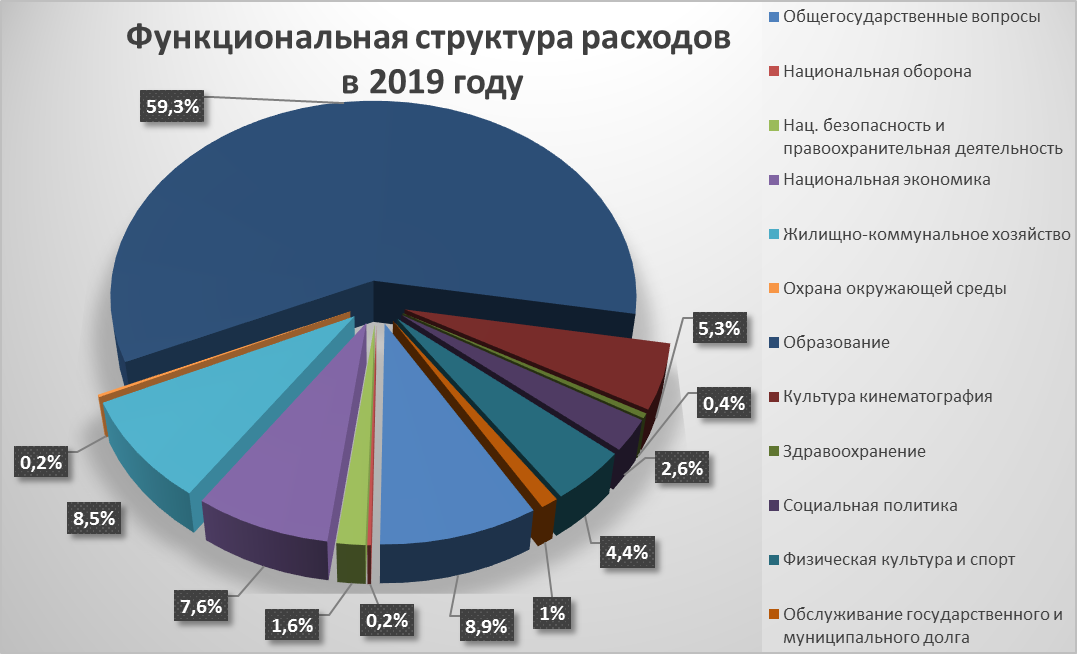 Функциональная структура расходов
в 2019 году
59,3%
5,3%
0,4%
2,6%
4,4%
1%
8,9%
0,2%
1,6%
7,6%
8,5%
0,2%
Общегосударственные вопросы
Национальная оборона
Нац. безопасность и
правоохранительная деятельность
Национальная экономика
Жилищно-коммунальное хозяйство
Охрана окружающей среды
Образование
Культура кинематография
Здравоохранение
Социальная политика
Физическая культура и спорт
Обслуживание государственного и
муниципального долга